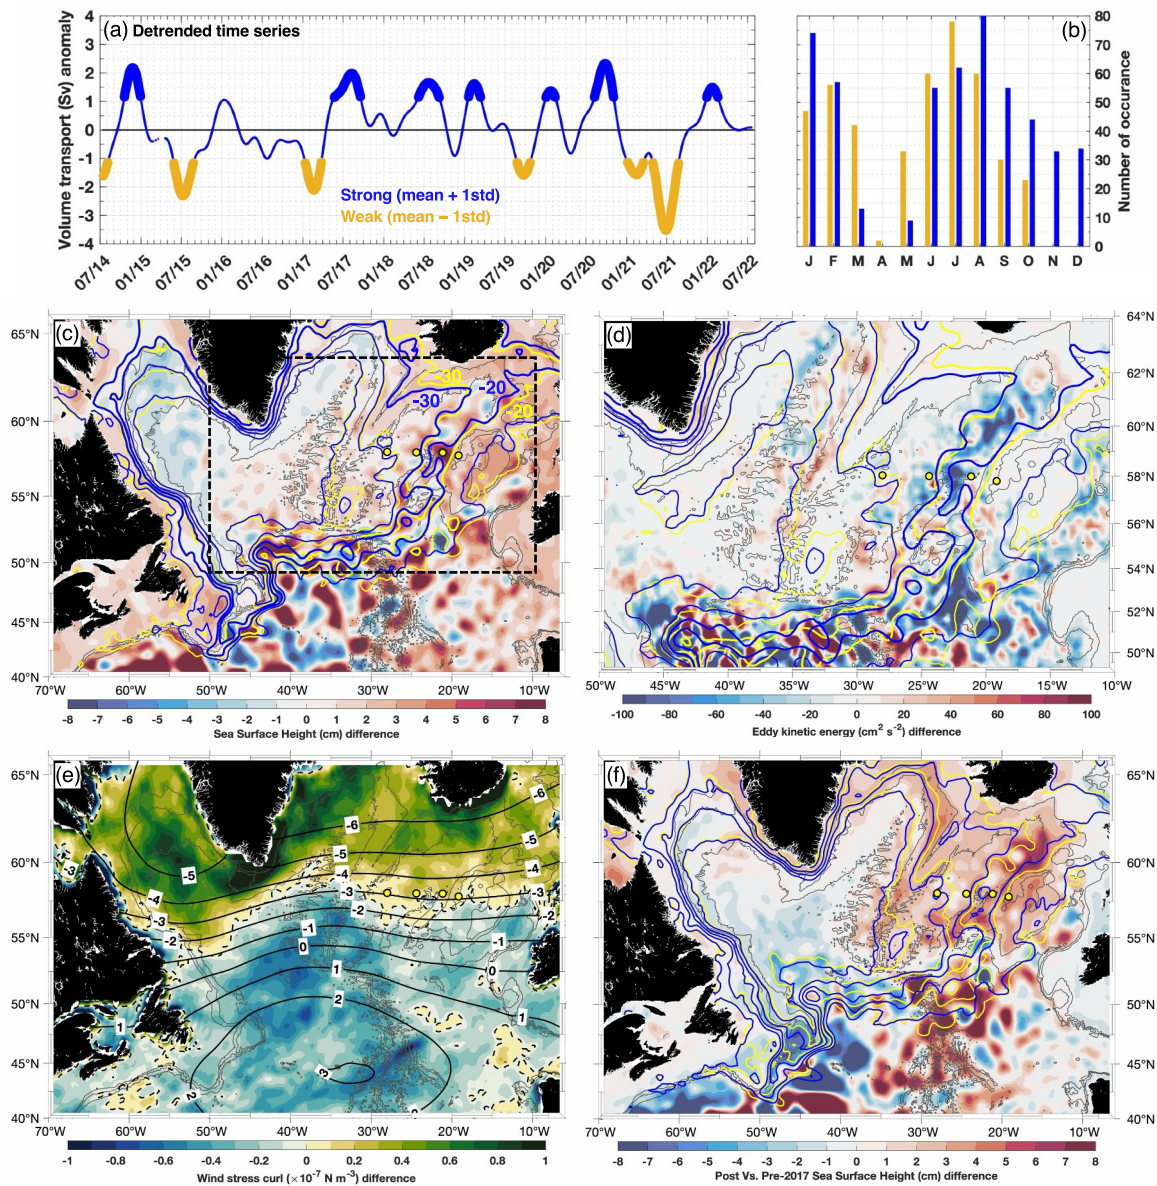 (a) Detrended time series
Volume transport (Sv) anomaly
4
3
2
1
0
-1
-2
-3
-4
Strong (mean + 1std)
Weak (mean − 1std)
07/14 01/15 07/15 01/16 07/16 01/17 07/17 01/18 07/18 01/19 07/19 01/20 07/20 01/21 07/21 01/22 07/22
(b)
80
70
60
50
40
30
20
10
0
Number of occurance
J F M A M J J A S O N D
(c)
65°N
60°N
55°N
50°N
45°N
40°N
-30
-20
-30
-20
70°W 60°W 50°W 40°W 30°W 20°W 10°W
-8 -7 -6 -5 -4 -3 -2 -1 0 1 2 3 4 5 6 7 8
Sea Surface Height (cm) difference
(d)
64°N
62°N
60°N
58°N
56°N
54°N
52°N
50°N
50°W 45°W 40°W 35°W 30°W 25°W 20°W 15°W 10°W
-100 -80 -60 -40 -20 0 20 40 60 80 100
Eddy kinetic energy (cm² s⁻²) difference
(e)
65°N
60°N
55°N
50°N
45°N
40°N
-6
-6
-5
-5
-5
-4
-4
-4
-3
-3
-3
-3
-2
-2
-2
-1
-1
0
0
1
1
1
2
2
3
70°W 60°W 50°W 40°W 30°W 20°W 10°W
-1 -0.8 -0.6 -0.4 -0.2 0 0.2 0.4 0.6 0.8 1
Wind stress curl (×10⁻⁷ N m⁻³) difference
(f)
65°N
60°N
55°N
50°N
45°N
40°N
70°W 60°W 50°W 40°W 30°W 20°W 10°W
-8 -7 -6 -5 -4 -3 -2 -1 0 1 2 3 4 5 6 7 8
Post Vs. Pre-2017 Sea Surface Height (cm) difference